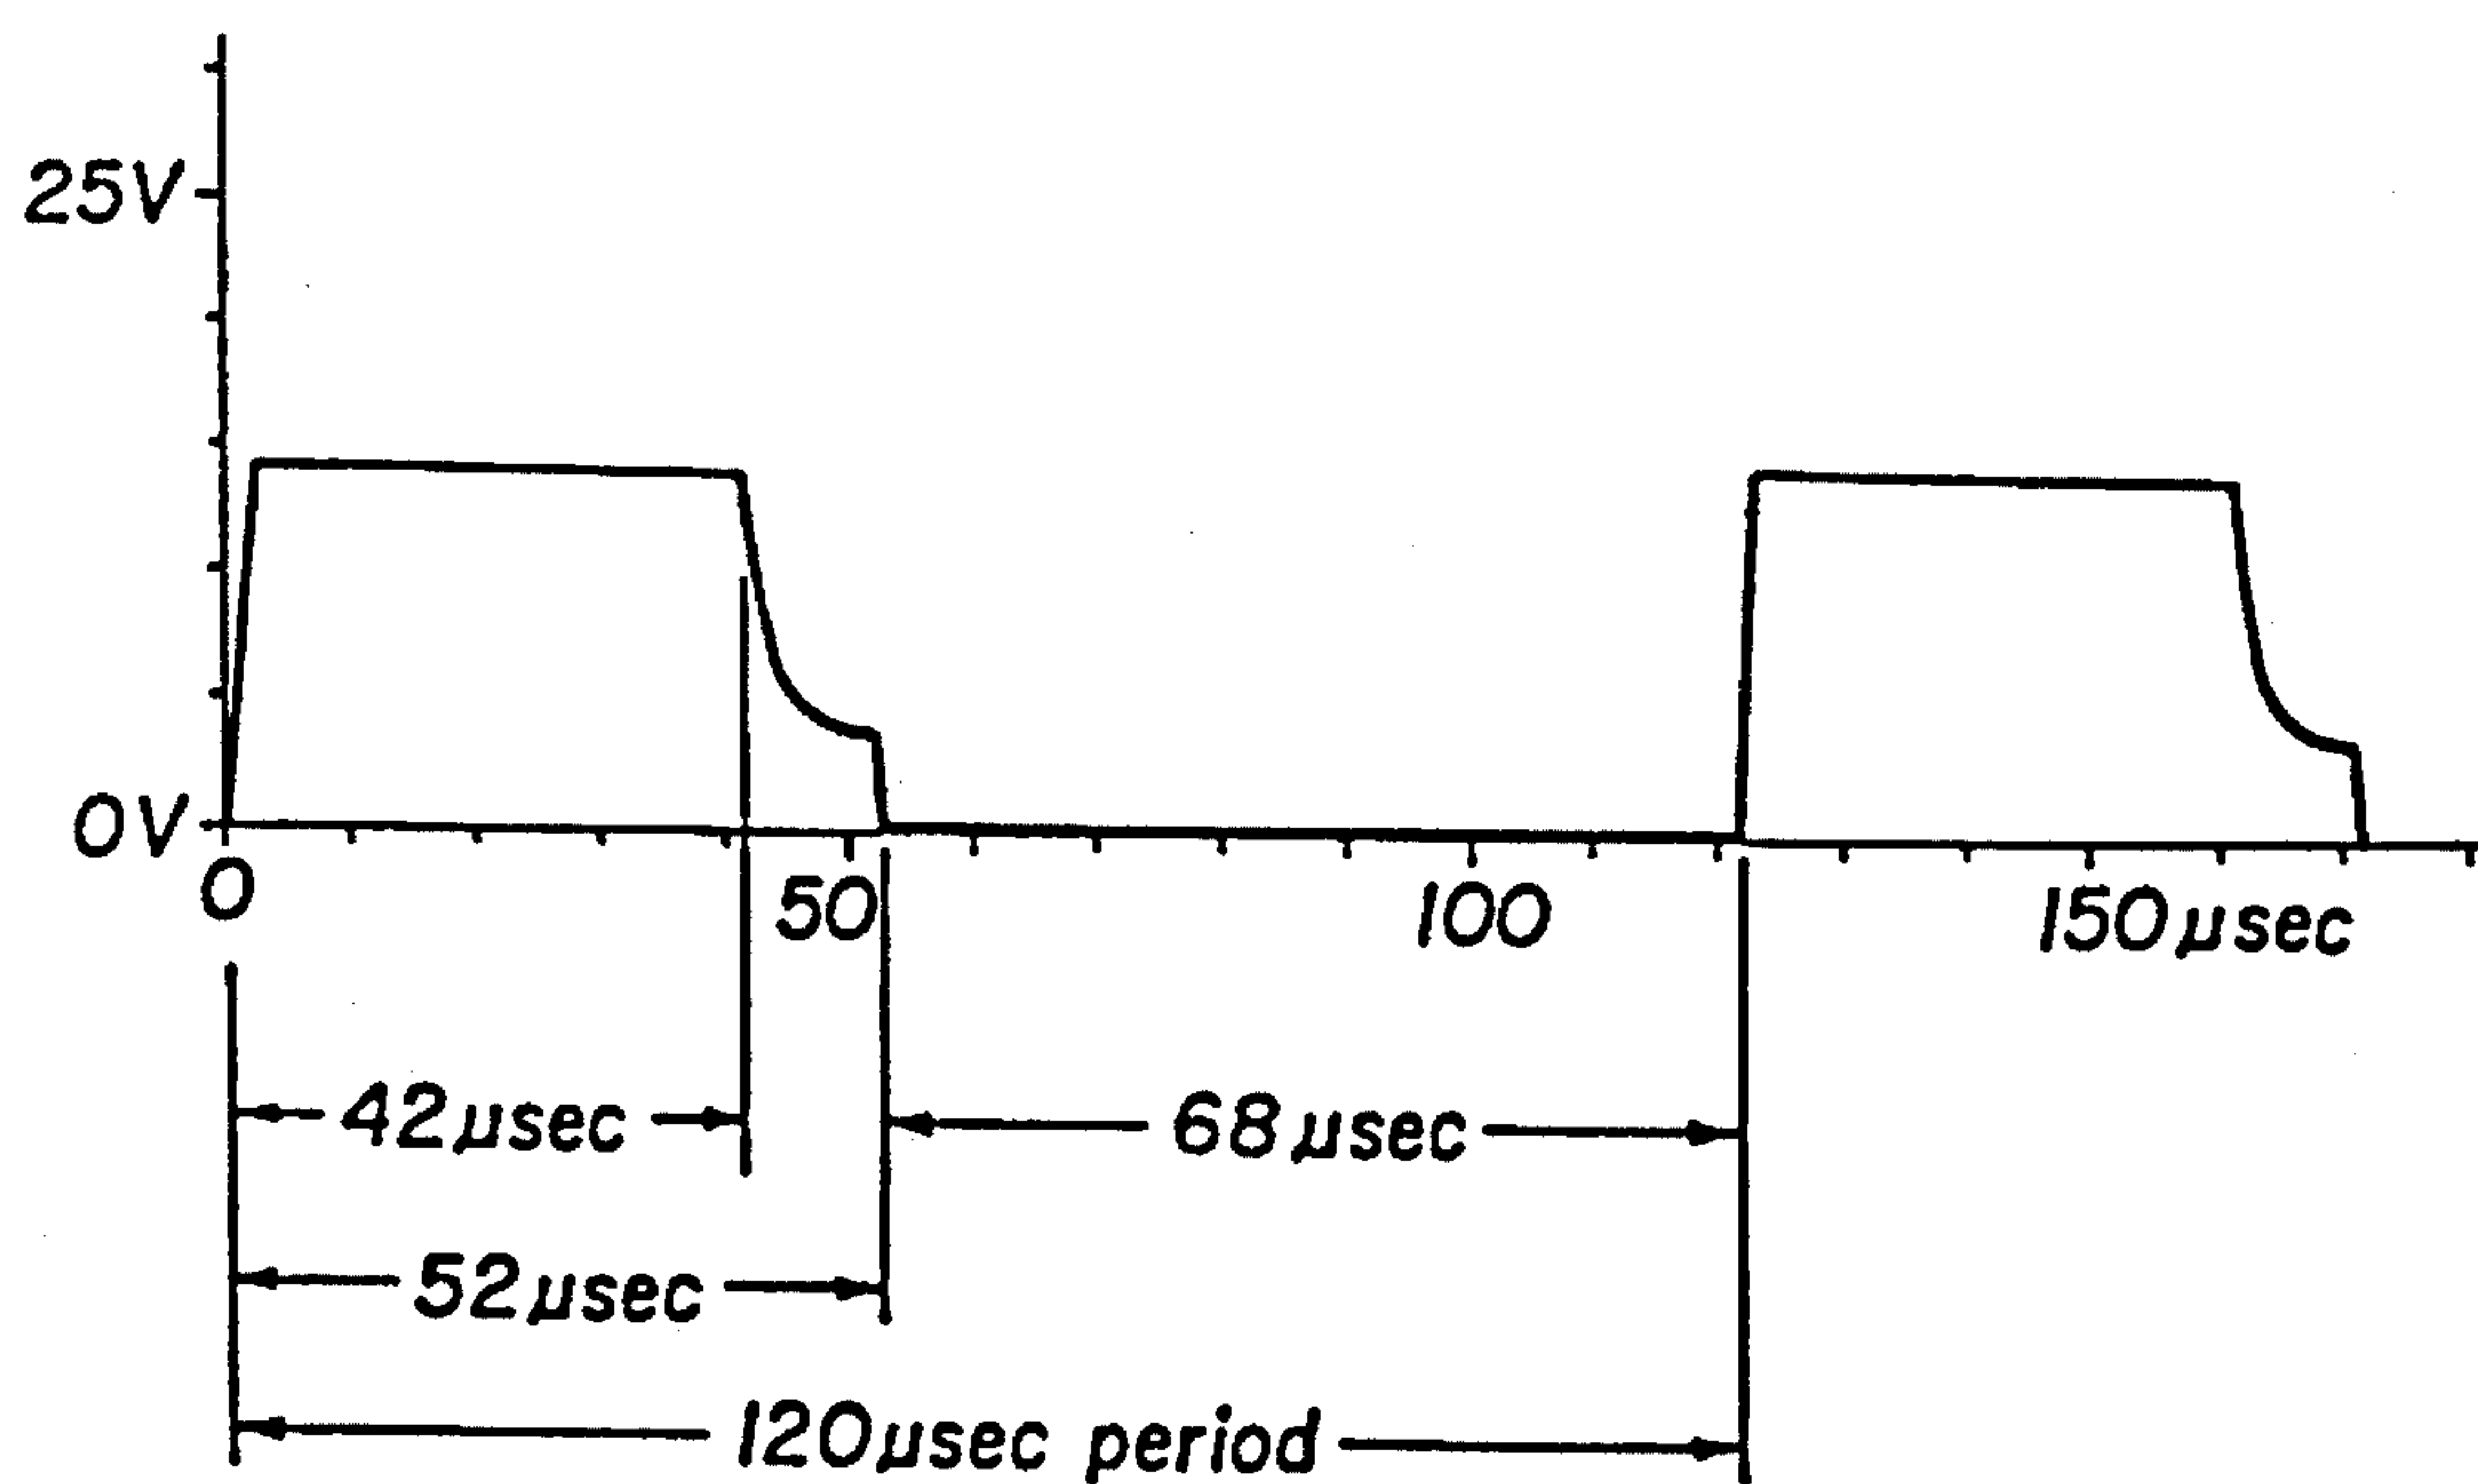 25V
0V
0 50 100 150µsec
42µsec 68µsec
52µsec
120µsec period